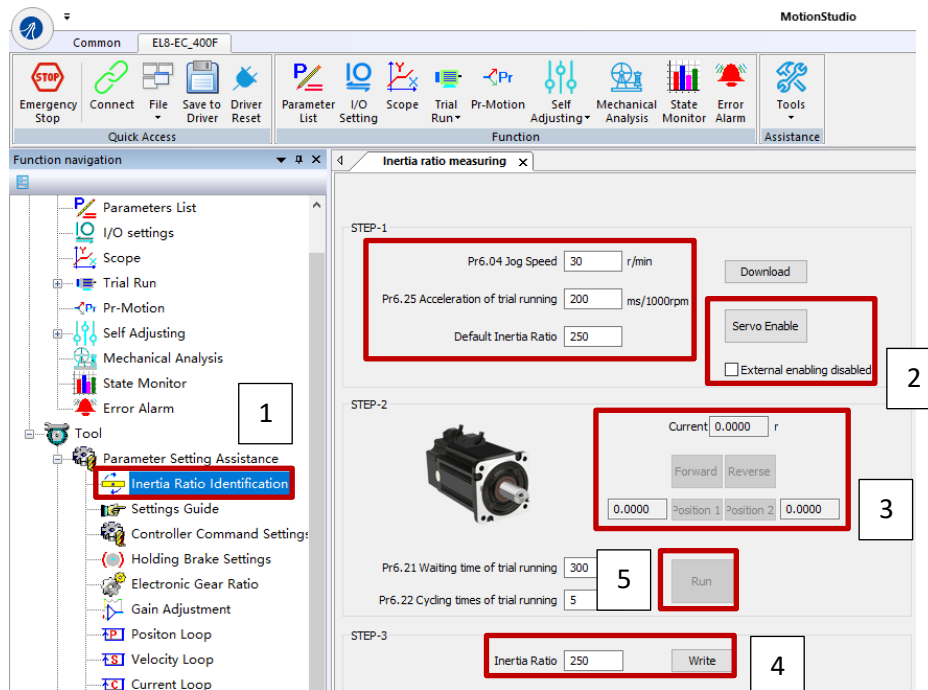 MotionStudio
Common EL8-EC_400F
STOP
Emergency Stop Connect File Save to Driver Driver Reset Parameter List I/O Setting Scope Trial Run Pr-Motion Self Adjusting Mechanical Analysis State Monitor Error Alarm Tools
Quick Access Function Assistance
Function navigation
Inertia ratio measuring x
Parameters List
I/O settings
Scope
Trial Run
Pr-Motion
Self Adjusting
Mechanical Analysis
State Monitor
Error Alarm
1
Tool
Parameter Setting Assistance
Inertia Ratio Identification
Settings Guide
Controller Command Settings
Holding Brake Settings
Electronic Gear Ratio
Gain Adjustment
Positon Loop
Velocity Loop
Current Loop
STEP-1
Pr6.04 Jog Speed 30 r/min
Download
Pr6.25 Acceleration of trial running 200 ms/1000rpm
Servo Enable
Default Inertia Ratio 250
External enabling disabled
2
STEP-2
Current 0.0000 r
Forward Reverse
0.0000 Position 1 Position 2 0.0000
3
Pr6.21 Waiting time of trial running 300
5
Run
Pr6.22 Cycling times of trial running 5
STEP-3
Inertia Ratio 250 Write
4